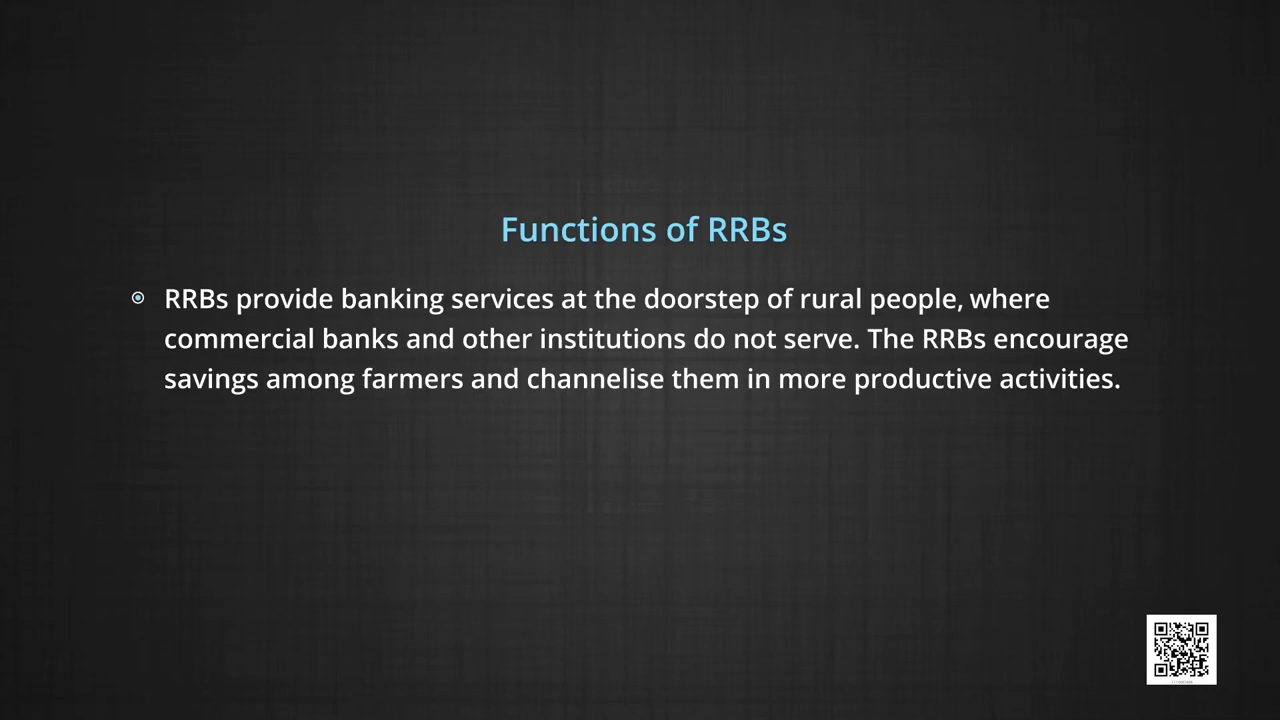 Functions of RRBs
RRBs provide banking services at the doorstep of rural people, where
commercial banks and other institutions do not serve. The RRBs encourage
savings among farmers and channelise them in more productive activities.